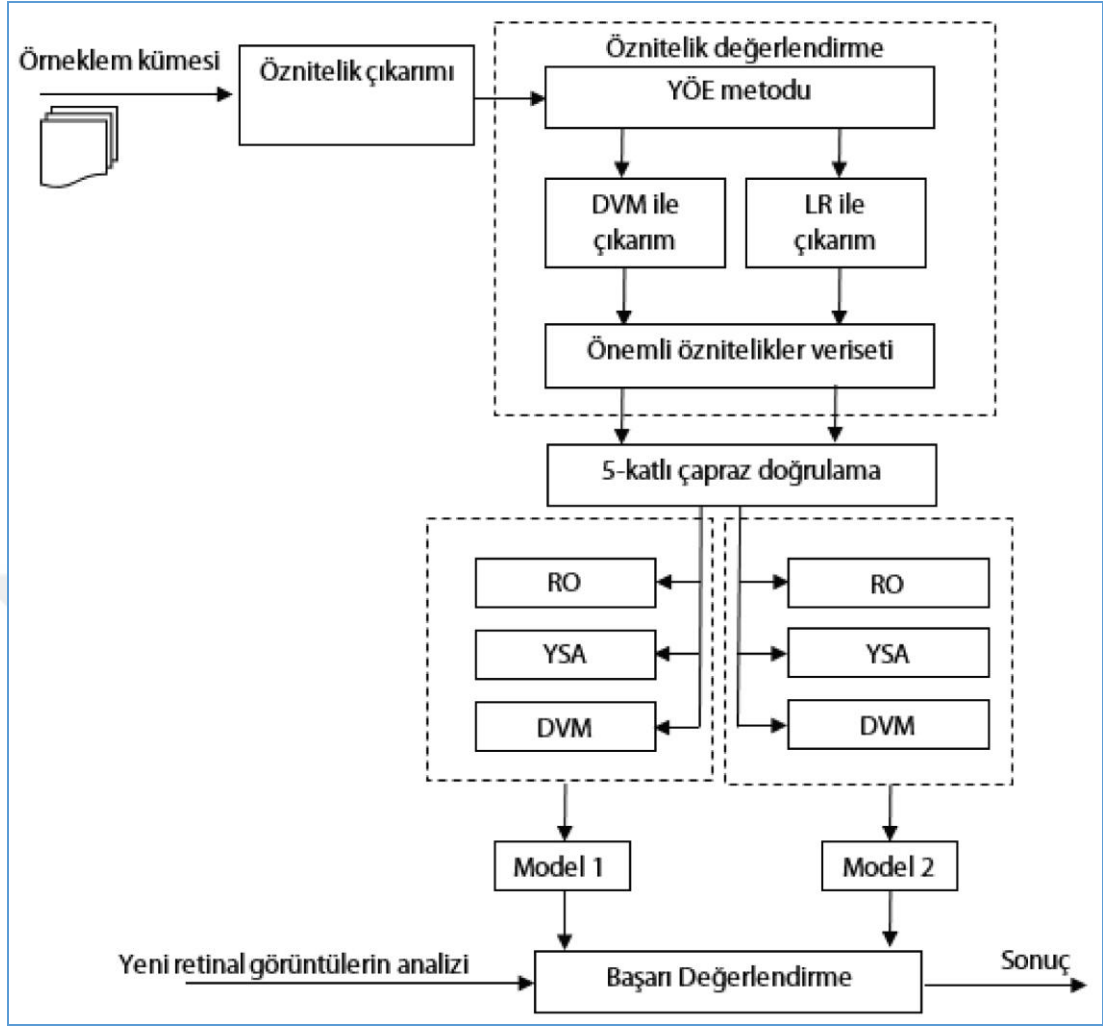 Örneklem kümesi
Öznitelik çıkarımı
Öznitelik değerlendirme
YÖE metodu
DVM ile
çıkarım
LR ile
çıkarım
Önemli öznitelikler veriseti
5-katlı çapraz doğrulama
RO
YSA
DVM
RO
YSA
DVM
Model 1
Model 2
Yeni retinal görüntülerin analizi
Başarı Değerlendirme
Sonuç